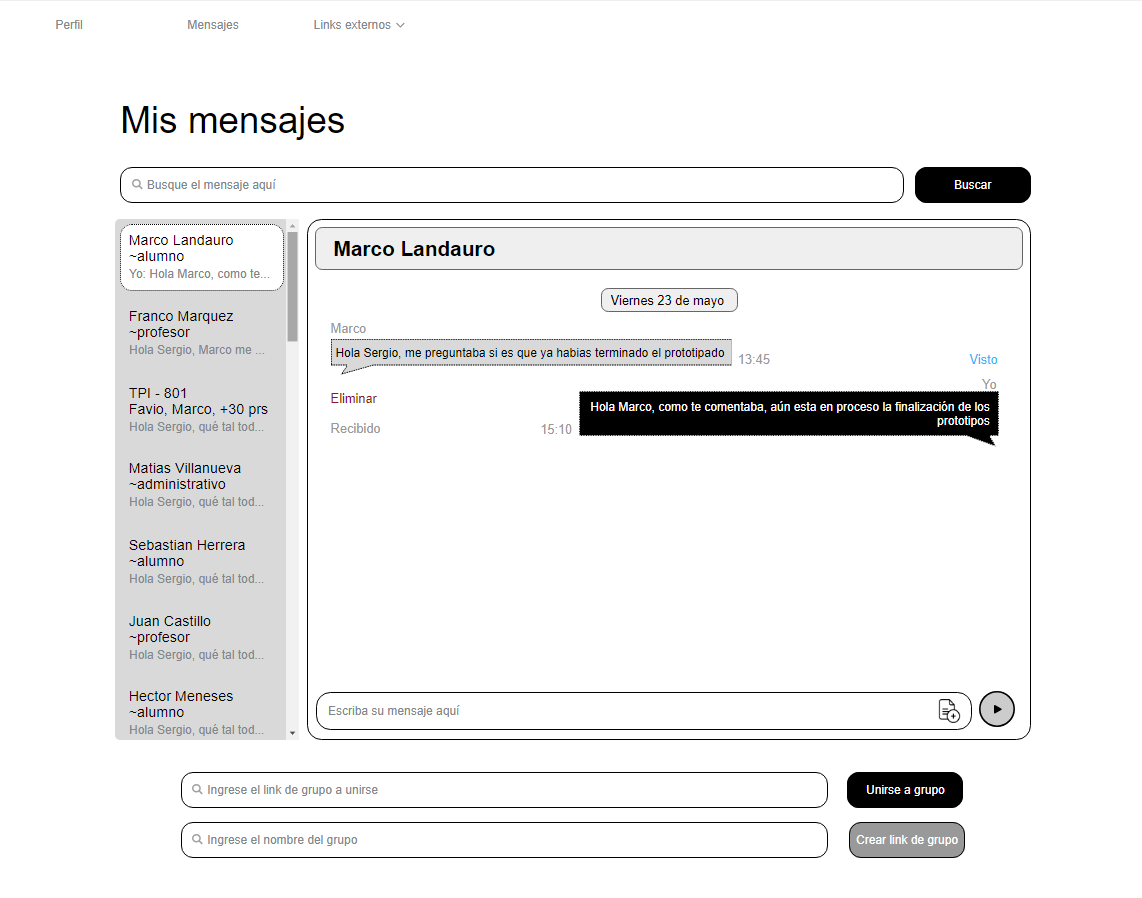 Perfil
Mensajes
Links externos
Mis mensajes
Busque el mensaje aquí
Buscar
Marco Landauro
~alumno
Yo: Hola Marco, como te...
Franco Marquez
~profesor
Hola Sergio, Marco me ...
TPI - 801
Favio, Marco, +30 prs
Hola Sergio, qué tal tod...
Matias Villanueva
~administrativo
Hola Sergio, qué tal tod...
Sebastian Herrera
~alumno
Hola Sergio, qué tal tod...
Juan Castillo
~profesor
Hola Sergio, qué tal tod...
Hector Meneses
~alumno
Hola Sergio, qué tal tod...
Marco Landauro
Viernes 23 de mayo
Marco
Hola Sergio, me preguntaba si es que ya habias terminado el prototipado
13:45
Visto
Yo
Eliminar
Hola Marco, como te comentaba, aún esta en proceso la finalización de los
prototipos
Recibido
15:10
Escriba su mensaje aquí
Ingrese el link de grupo a unirse
Unirse a grupo
Ingrese el nombre del grupo
Crear link de grupo